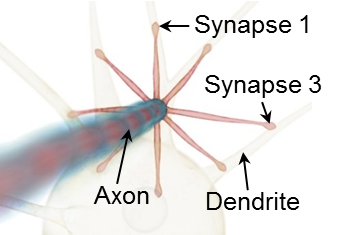 Synapse 1
Synapse 3
Axon
Dendrite